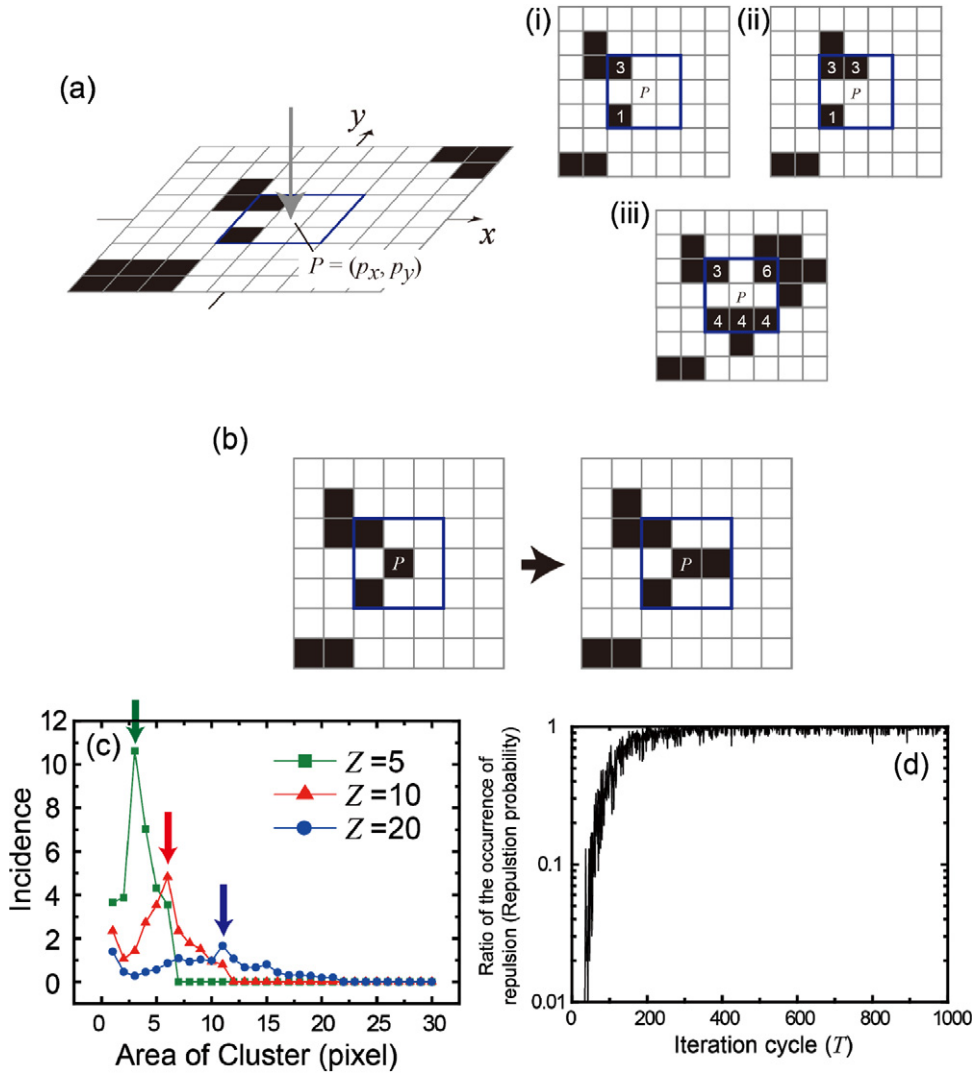 (a)
y
x
P = (px, py)
(i)
3
P
1
(ii)
3 3
P
1
(iii)
3 6
P
4 4 4
(b)
P
P
(c)
12
10
8
6
4
2
0
Incidence
Z =5
Z =10
Z =20
0 5 10 15 20 25 30
Area of Cluster (pixel)
(d)
Ratio of the occurrence of
repulsion (Repulstion probability)
1
0.1
0.01
0 200 400 600 800 1000
Iteration cycle (T)